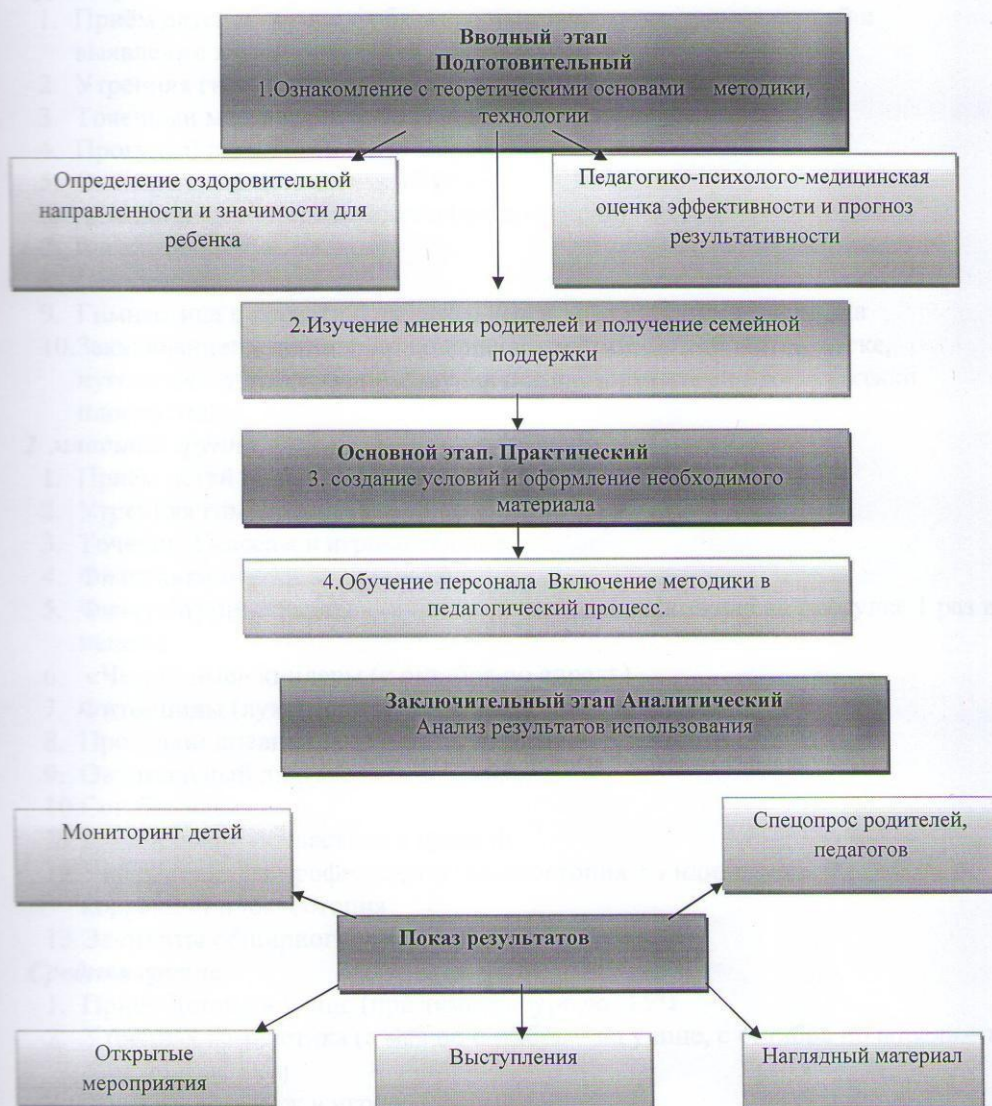 Вводный этап
Подготовительный
1.Ознакомление с теоретическими основами методики,
технологии
Определение оздоровительной
направленности и значимости для
ребенка
Педагогико-психолого-медицинская
оценка эффективности и прогноз
результативности
2.Изучение мнения родителей и получение семейной
поддержки
Основной этап. Практический
3. создание условий и оформление необходимого
материала
4.Обучение персонала Включение методики в
педагогический процесс.
Заключительный этап Аналитический
Анализ результатов использования
Мониторинг детей
Спецопрос родителей,
педагогов
Показ результатов
Открытые
мероприятия
Выступления
Наглядный материал